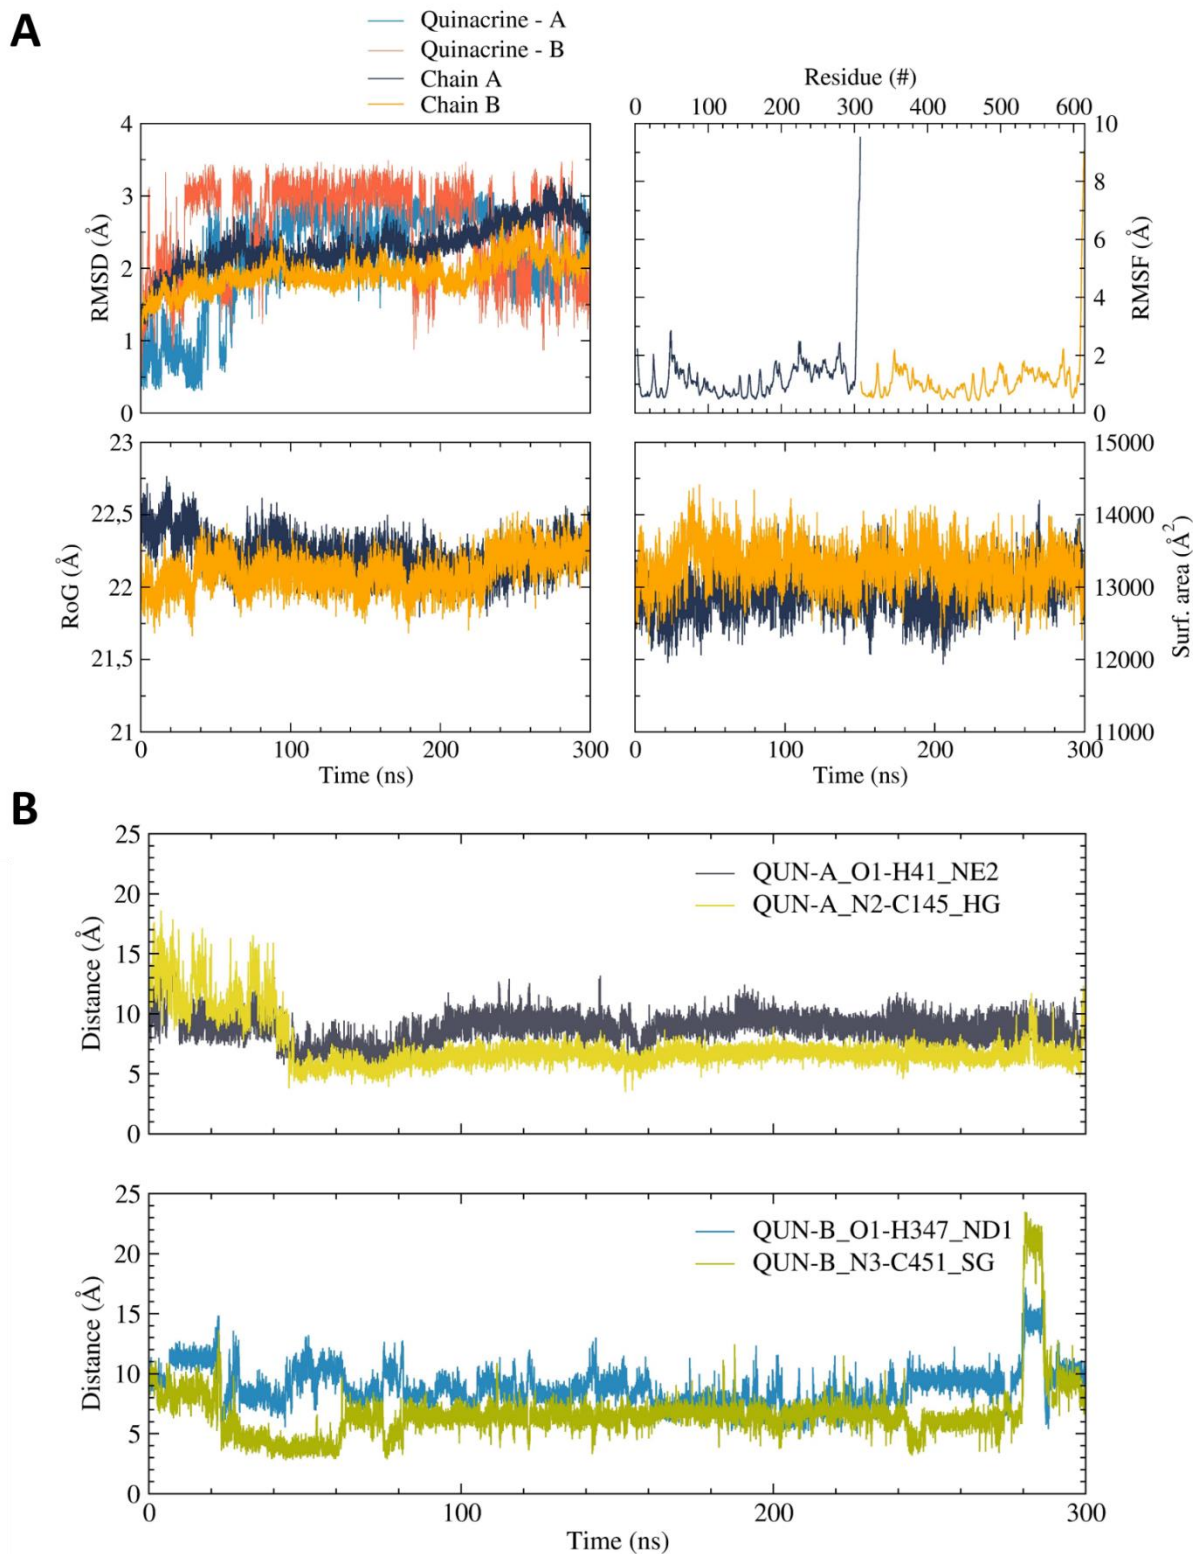 A
Quinacrine - A
Quinacrine - B
Chain A
Chain B
4
3
2
1
0
RMSD (Å)
Residue (#)
0 100 200 300 400 500 600
10
8
6
4
2
0
RMSF (Å)
23
22,5
22
21,5
21
RoG (Å)
0 100 200 300
Time (ns)
15000
14000
13000
12000
11000
Surf. area (Å²)
0 100 200 300
Time (ns)
B
25
20
15
10
5
0
Distance (Å)
QUN-A_O1-H41_NE2
QUN-A_N2-C145_HG
25
20
15
10
5
0
Distance (Å)
QUN-B_O1-H347_ND1
QUN-B_N3-C451_SG
0 100 200 300
Time (ns)